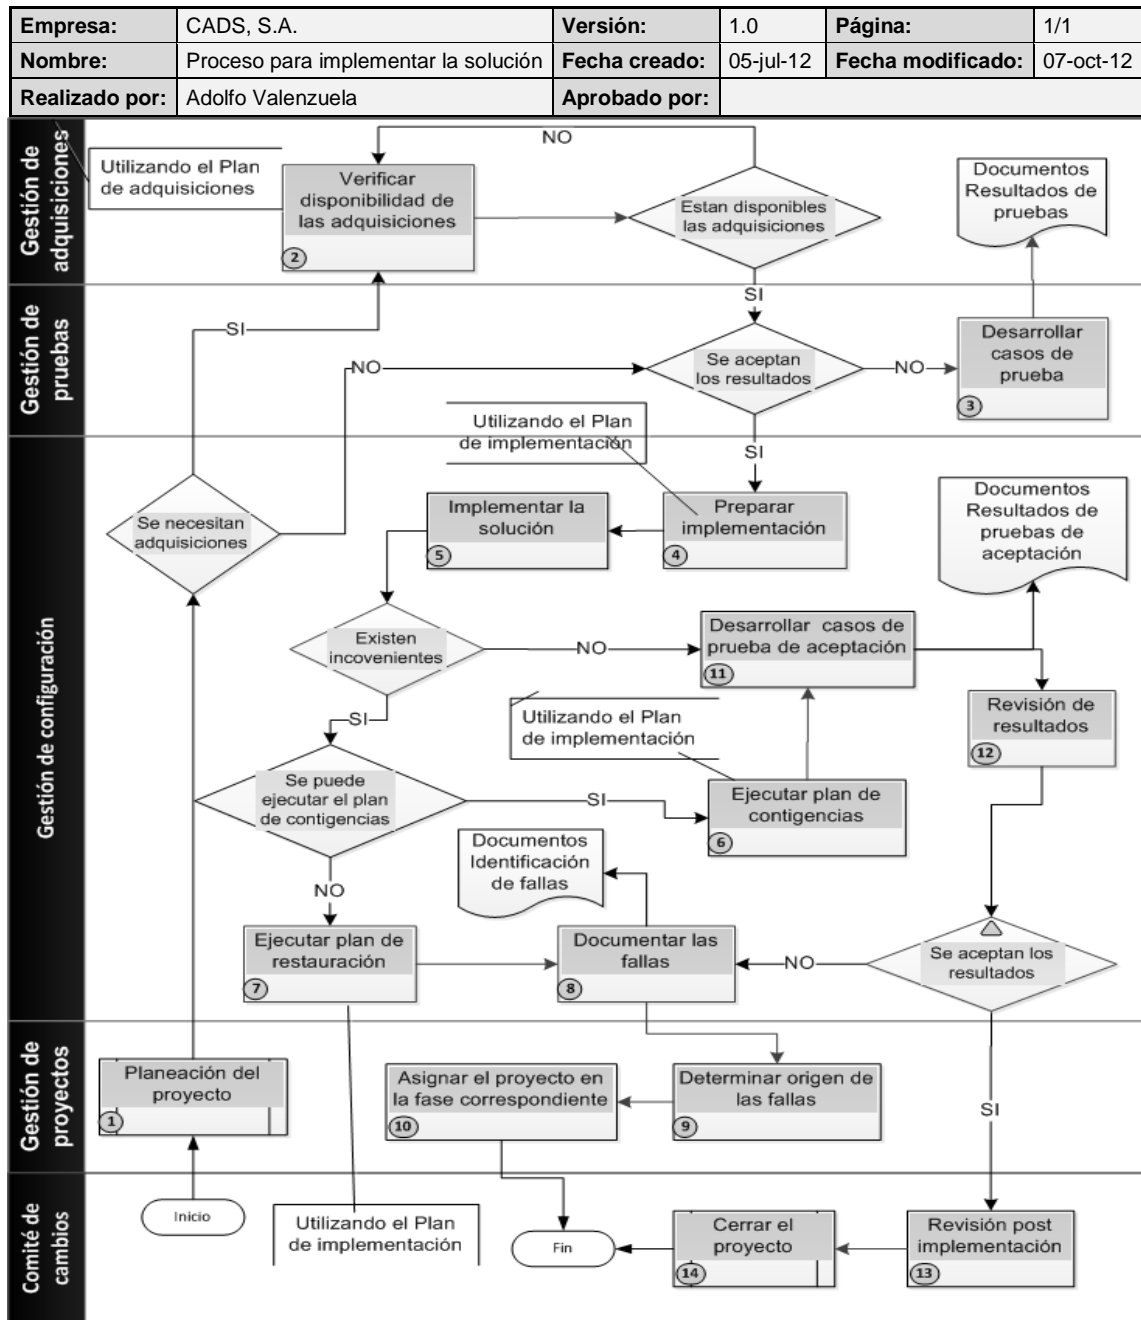 Empresa: CADS, S.A. Versión: 1.0 Página: 1/1
Nombre: Proceso para implementar la solución Fecha creado: 05-jul-12 Fecha modificado: 07-oct-12
Realizado por: Adolfo Valenzuela Aprobado por:
Gestión de
adquisiciones
Utilizando el Plan
de adquisiciones
Verificar
disponibilidad de
las adquisiciones
2
NO
Estan disponibles
las adquisiciones
Documentos
Resultados de
pruebas
SI
Gestión de
pruebas
SI
NO
Se aceptan
los resultados
NO
Desarrollar
casos de
prueba
3
Utilizando el Plan
de implementación
SI
Gestión de configuración
Se necesitan
adquisiciones
Implementar la
solución
5
Preparar
implementación
4
Documentos
Resultados de
pruebas de
aceptación
Existen
incovenientes
NO
Desarrollar casos de
prueba de aceptación
11
SI
Utilizando el Plan
de implementación
Revisión de
resultados
12
Se puede
ejecutar el plan
de contigencias
SI
Ejecutar plan de
contigencias
6
Documentos
Identificación
de fallas
NO
Ejecutar plan de
restauración
7
Documentar las
fallas
8
NO
Se aceptan los
resultados
Gestión de
proyectos
Planeación del
proyecto
1
Asignar el proyecto en
la fase correspondiente
10
Determinar origen de
las fallas
9
SI
Comité de
cambios
Inicio
Utilizando el Plan
de implementación
Fin
Cerrar el
proyecto
14
Revisión post
implementación
13